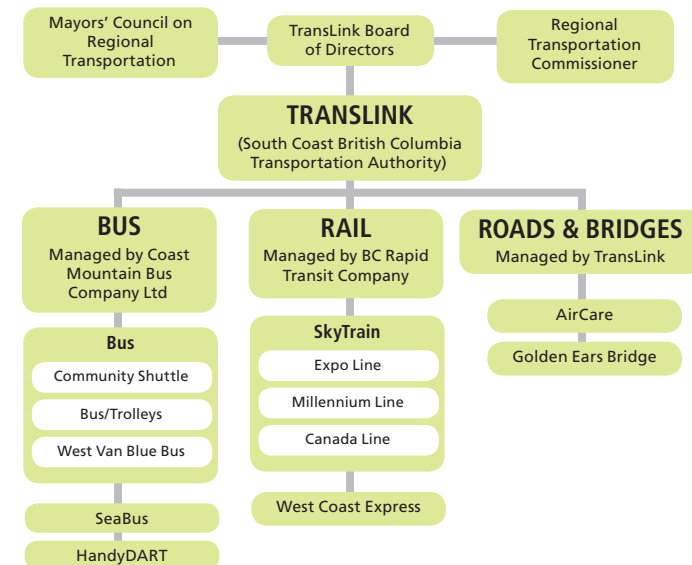 Mayors’ Council on
Regional
Transportation
TransLink Board
of Directors
Regional
Transportation
Commissioner
TRANSLINK
(South Coast British Columbia
Transportation Authority)
BUS
Managed by Coast
Mountain Bus
Company Ltd
Bus
Community Shuttle
Bus/Trolleys
West Van Blue Bus
SeaBus
HandyDART
RAIL
Managed by BC Rapid
Transit Company
SkyTrain
Expo Line
Millennium Line
Canada Line
West Coast Express
ROADS & BRIDGES
Managed by TransLink
AirCare
Golden Ears Bridge